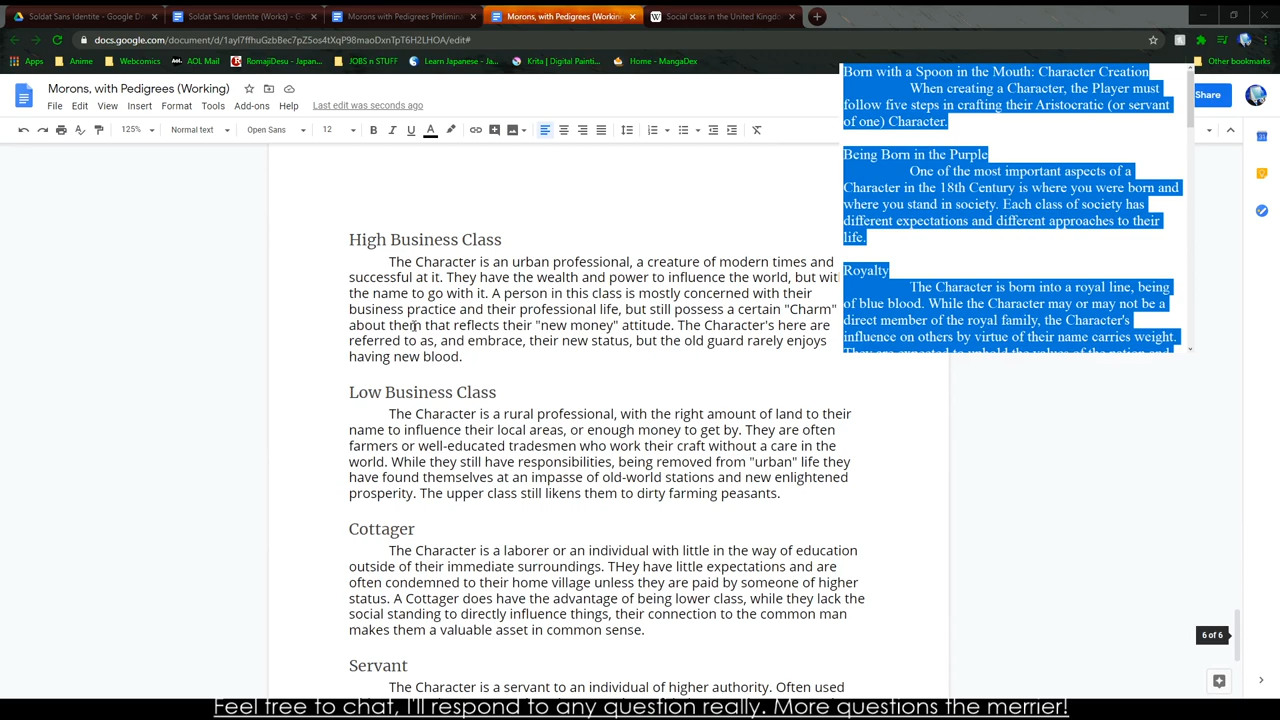 Soldat Sans Identite - Google D
Soldat Sans Identite (Works) - Go
Morons with Pedigrees Prelimina
Morons, with Pedigrees (Working
Social class in the United Kingdo
docs.google.com/document/d/1ayI7ffhuGzbBec7pZ5os4tXqP98maoDxnTpT6H2LHOA/edit#
Apps
Anime
Webcomics
AOL Mail
RomajiDesu - Japan...
JOBS n STUFF
Learn Japanese - Ja...
Krita | Digital Painti...
Home - MangaDex
Other bookmarks
Morons, with Pedigrees (Working)
File Edit View Insert Format Tools Add-ons Help Last edit was seconds ago
Share
125% Normal text Open Sans 12
High Business Class
The Character is an urban professional, a creature of modern times and
successful at it. They have the wealth and power to influence the world, but
the name to go with it. A person in this class is mostly concerned with their
business practice and their professional life, but still possess a certain "Charm"
about them that reflects their "new money" attitude. The Character's here are
referred to as, and embrace, their new status, but the old guard rarely enjoys
having new blood.
Low Business Class
The Character is a rural professional, with the right amount of land to their
name to influence their local areas, or enough money to get by. They are often
farmers or well-educated tradesmen who work their craft without a care in the
world. While they still have responsibilities, being removed from "urban" life they
have found themselves at an impasse of old-world stations and new enlightened
prosperity. The upper class still likens them to dirty farming peasants.
Cottager
The Character is a laborer or an individual with little in the way of education
outside of their immediate surroundings. THey have little expectations and are
often condemned to their home village unless they are paid by someone of higher
status. A Cottager does have the advantage of being lower class, while they lack the
social standing to directly influence things, their connection to the common man
makes them a valuable asset in common sense.
Servant
The Character is a servant to an individual of higher authority. Often used
Born with a Spoon in the Mouth: Character Creation
When creating a Character, the Player must
follow five steps in crafting their Aristocratic (or servant
of one) Character.
Being Born in the Purple
One of the most important aspects of a
Character in the 18th Century is where you were born and
where you stand in society. Each class of society has
different expectations and different approaches to their
life.
Royalty
The Character is born into a royal line, being
of blue blood. While the Character may or may not be a
direct member of the royal family, the Character's
influence on others by virtue of their name carries weight.
They are expected to uphold the values of the nation and
6 of 6
Feel free to chat, I'll respond to any question really. More questions the merrier!